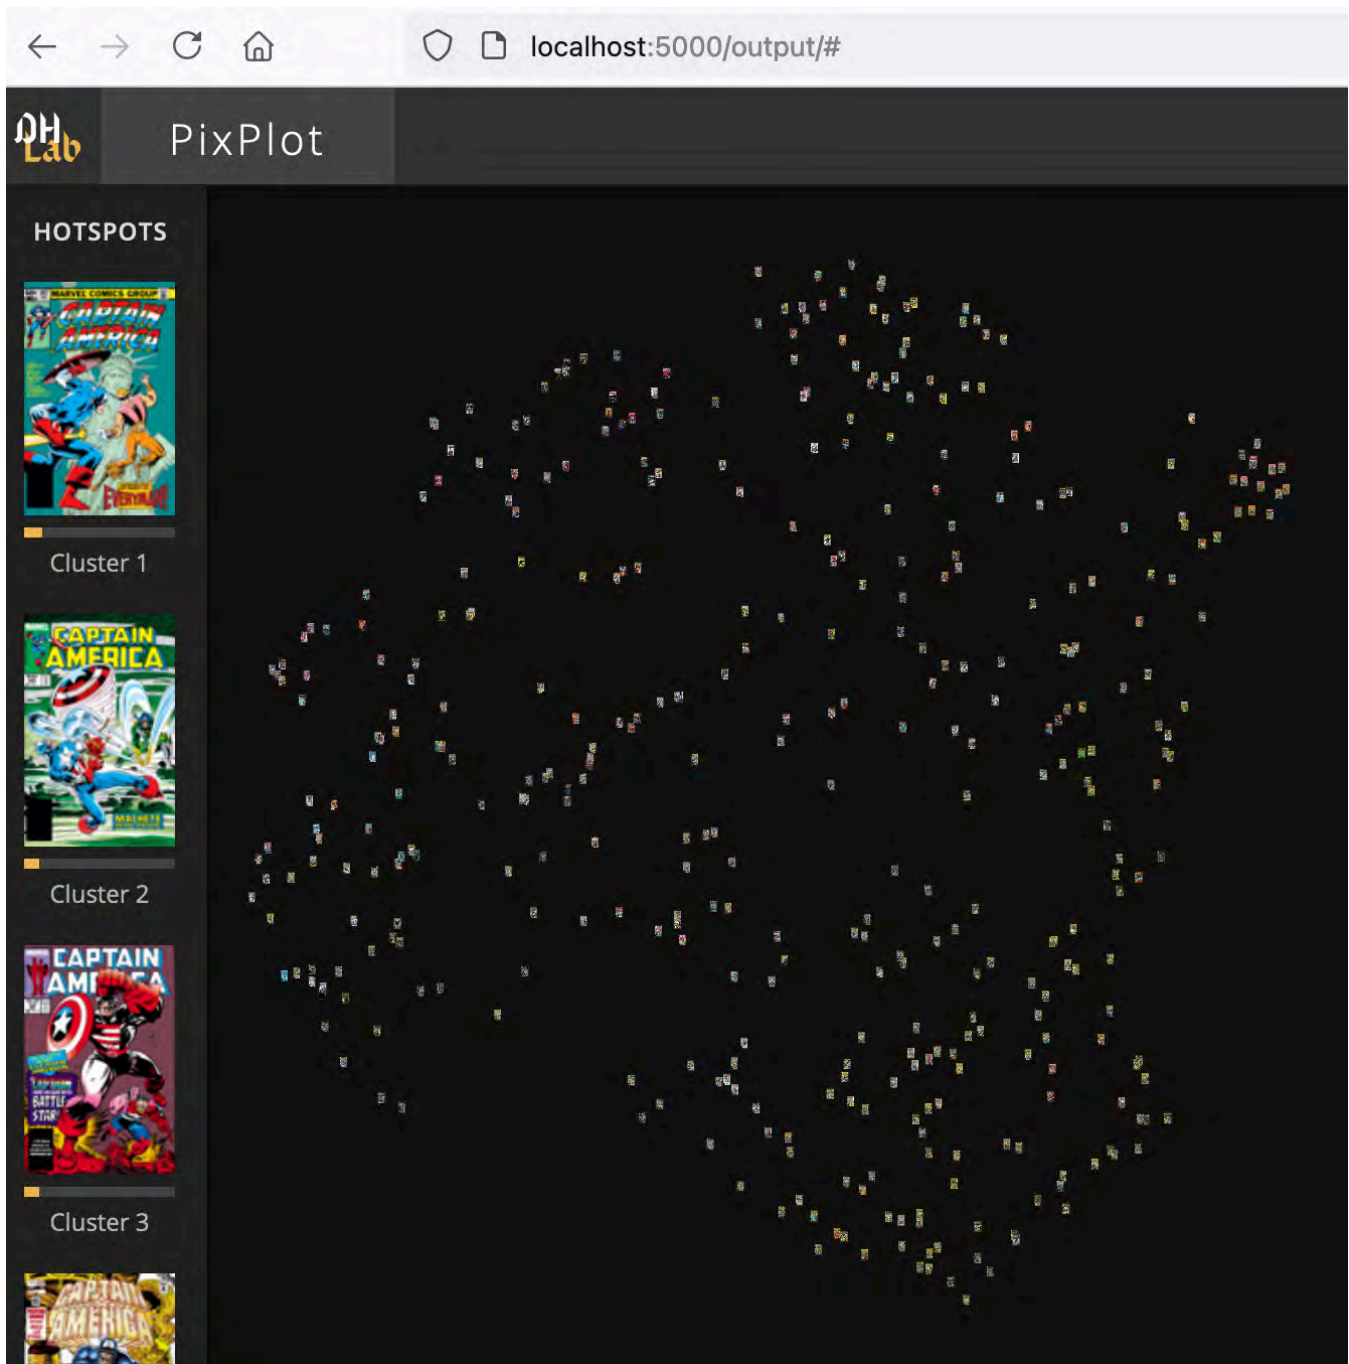 localhost:5000/output/#
DH
Lab
PixPlot
HOTSPOTS
MARVEL COMICS GROUP
CAPTAIN
AMERICA
EVERYMAN!
Cluster 1
CAPTAIN
AMERICA
MACHETE
Cluster 2
CAPTAIN
AMERICA
BATTLE
STAR
Cluster 3
CAPTAIN
AMERICA